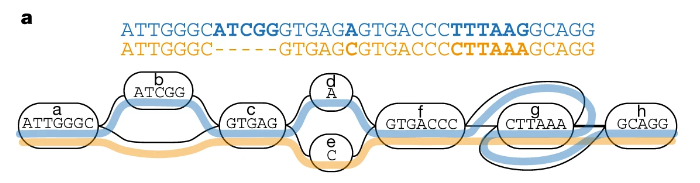 a
ATTGGGCATCGGGTGAGAGTGACCCTTTAAGGCAGG
ATTGGGC-----GTGAGCGTGACCCCTTAAAGCAGG
a
ATTGGGC
b
ATCGG
c
GTGAG
d
A
e
C
f
GTGACCC
g
CTTAAA
h
GCAGG